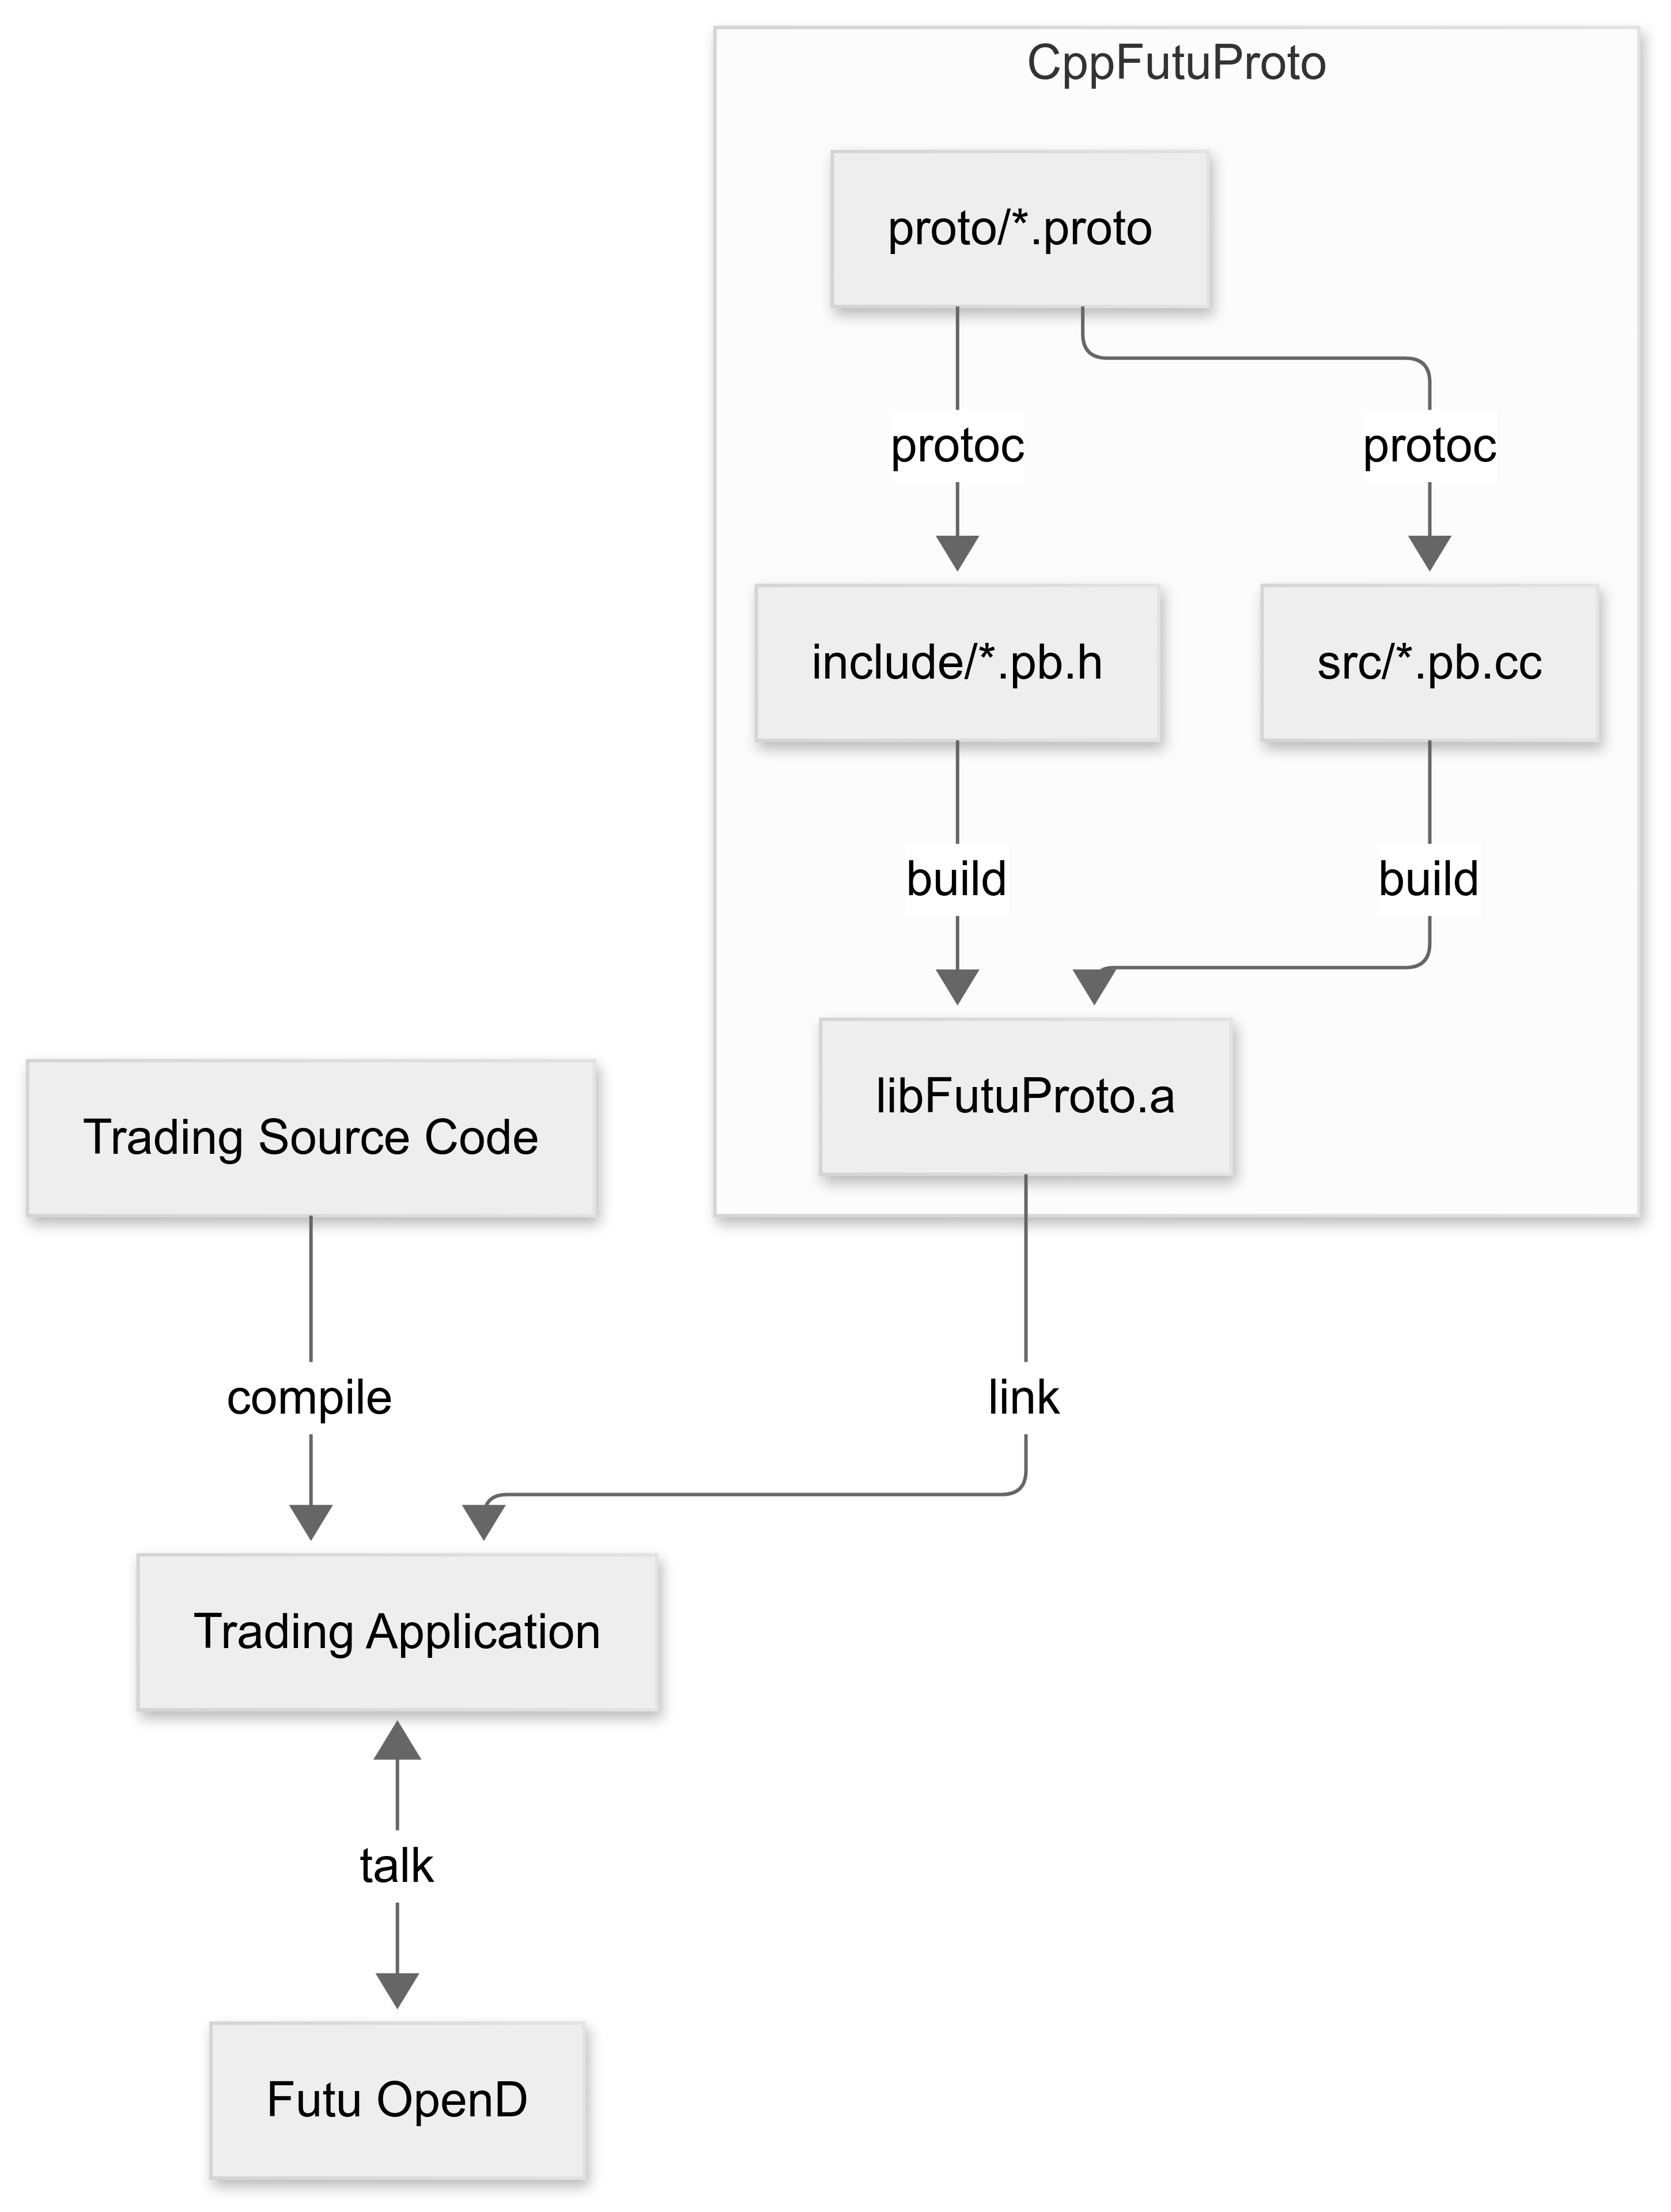 CppFutuProto
proto/*.proto
protoc
protoc
include/*.pb.h
src/*.pb.cc
build
build
libFutuProto.a
Trading Source Code
compile
link
Trading Application
talk
Futu OpenD